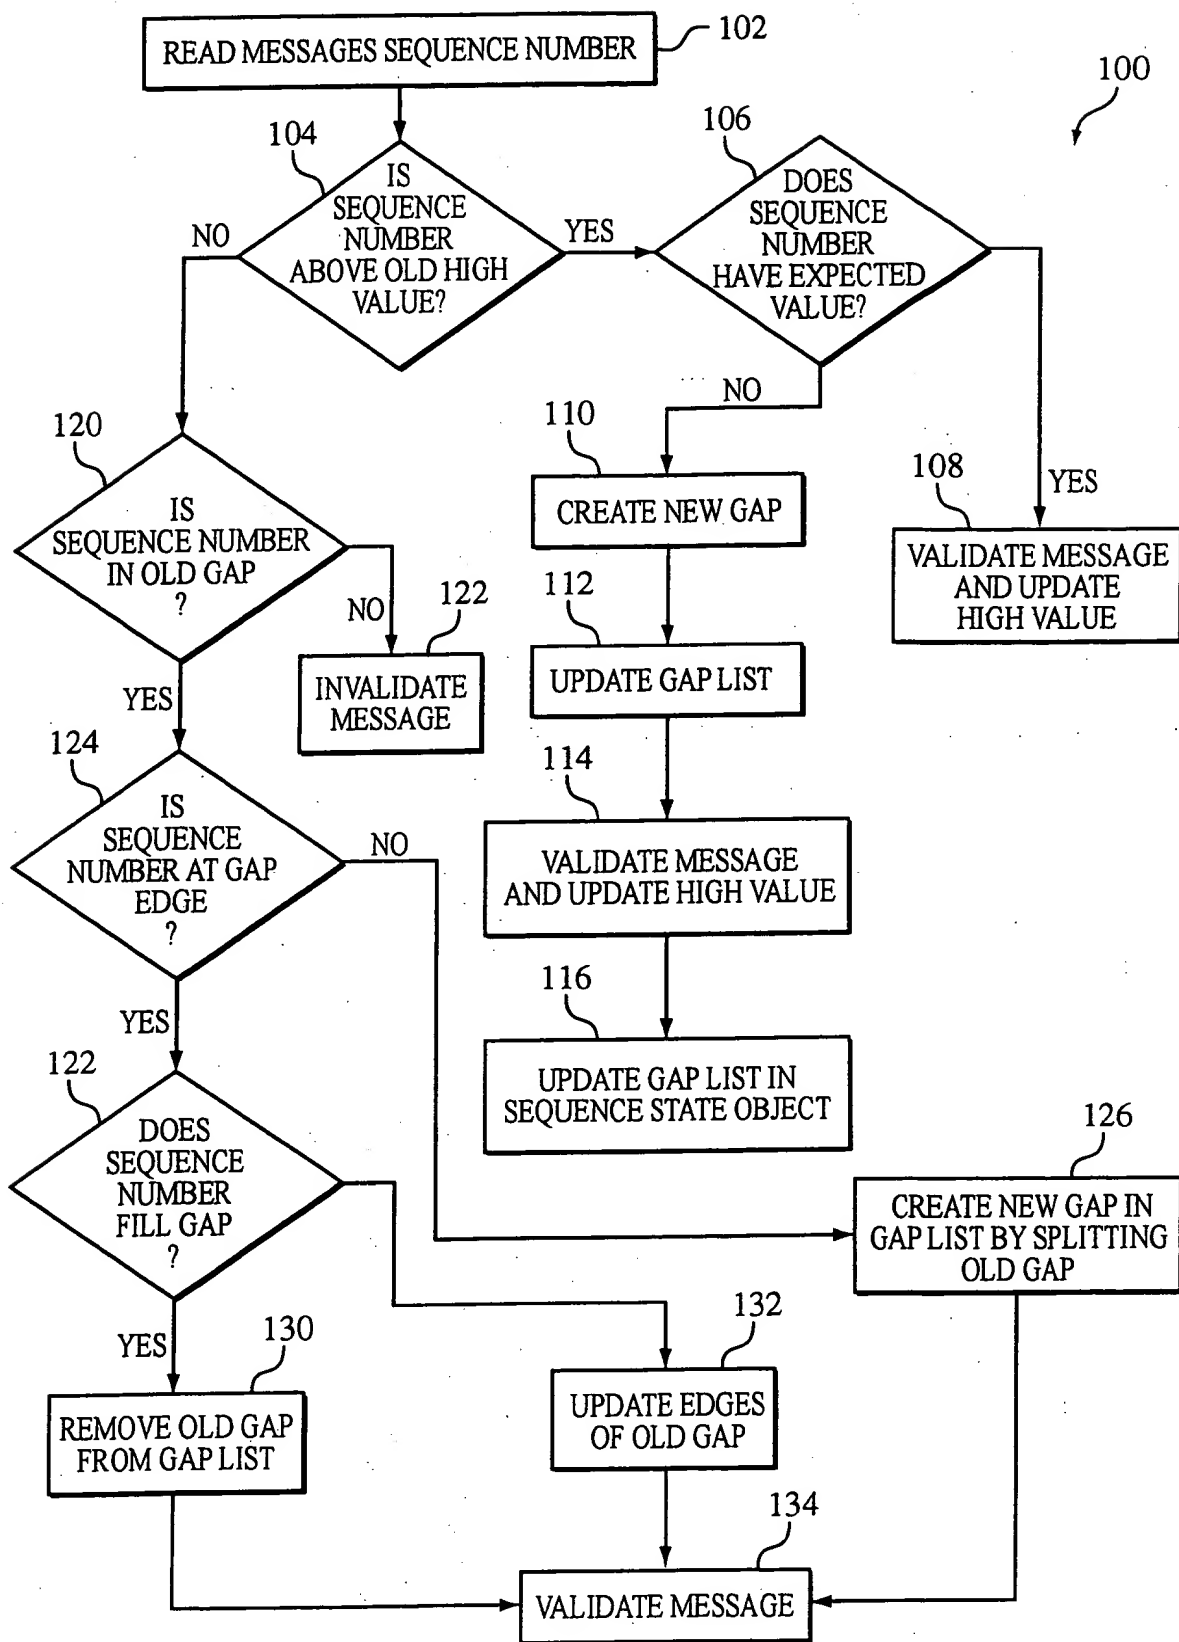 READ MESSAGES SEQUENCE NUMBER
102
100
104
IS
SEQUENCE
NUMBER
ABOVE OLD HIGH
VALUE?
NO
YES
106
DOES
SEQUENCE
NUMBER
HAVE EXPECTED
VALUE?
NO
YES
108
VALIDATE MESSAGE
AND UPDATE
HIGH VALUE
110
CREATE NEW GAP
112
UPDATE GAP LIST
114
VALIDATE MESSAGE
AND UPDATE HIGH VALUE
116
UPDATE GAP LIST IN
SEQUENCE STATE OBJECT
120
IS
SEQUENCE NUMBER
IN OLD GAP
?
NO
122
INVALIDATE
MESSAGE
YES
124
IS
SEQUENCE
NUMBER AT GAP
EDGE
?
NO
YES
126
CREATE NEW GAP IN
GAP LIST BY SPLITTING
OLD GAP
122
DOES
SEQUENCE
NUMBER
FILL GAP
?
YES
130
REMOVE OLD GAP
FROM GAP LIST
132
UPDATE EDGES
OF OLD GAP
134
VALIDATE MESSAGE